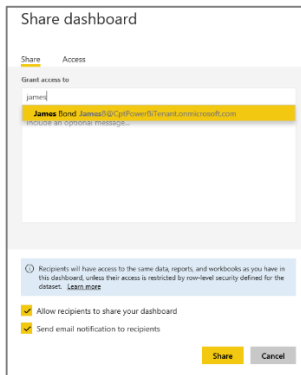 Share dashboard
Share Access
Grant access to
james
James Bond JamesB@CptPowerBiTenant.onmicrosoft.com
Include an optional message...
Recipients will have access to the same data, reports, and workbooks as you have in
this dashboard, unless their access is restricted by row-level security defined for the
dataset. Learn more
Allow recipients to share your dashboard
Send email notification to recipients
Share Cancel